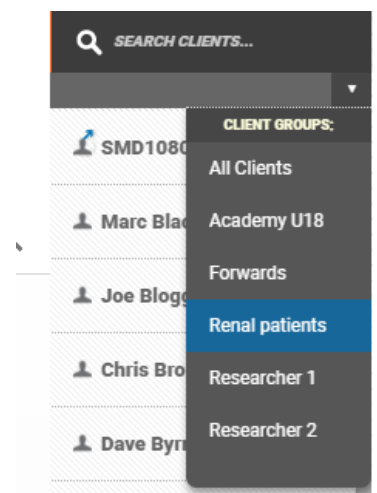 SEARCH CLIENTS...
CLIENT GROUPS:
All Clients
Academy U18
Forwards
Renal patients
Researcher 1
Researcher 2
SMD1080
Marc Blac
Joe Blogg
Chris Bro
Dave Byrn